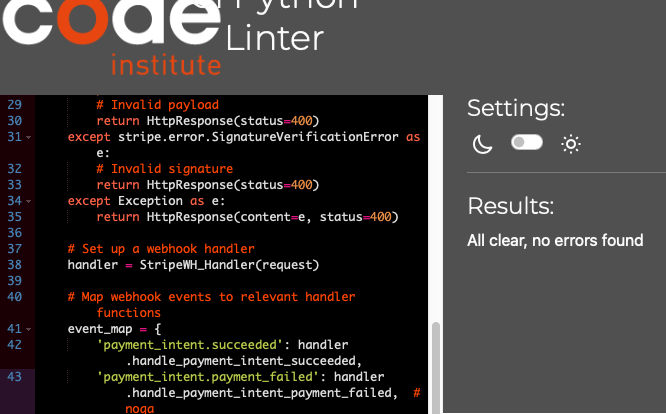 CI Python
Linter
code
institute
29 # Invalid payload
30 return HttpResponse(status=400)
31 except stripe.error.SignatureVerificationError as
e:
32 # Invalid signature
33 return HttpResponse(status=400)
34 except Exception as e:
35 return HttpResponse(content=e, status=400)
36
37 # Set up a webhook handler
38 handler = StripeWH_Handler(request)
39
40 # Map webhook events to relevant handler
functions
41 event_map = {
42 'payment_intent.succeeded': handler
.handle_payment_intent_succeeded,
43 'payment_intent.payment_failed': handler
.handle_payment_intent_payment_failed, #
noqa
Settings:
Results:
All clear, no errors found